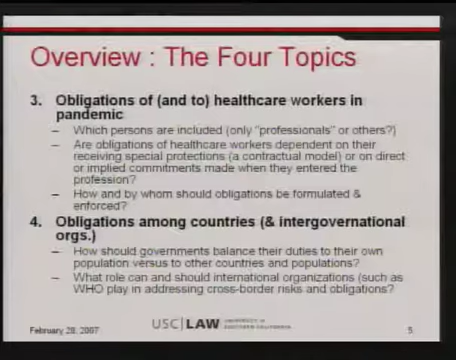 Overview : The Four Topics
3. Obligations of (and to) healthcare workers in
pandemic
– Which persons are included (only "professionals" or others?)
– Are obligations of healthcare workers dependent on their
receiving special protections (a contractual model) or on direct
or implied commitments made when they entered the
profession?
– How and by whom should obligations be formulated &
enforced?
4. Obligations among countries (& intergovernational
orgs.)
– How should governments balance their duties to their own
population versus to other countries and populations?
– What role can and should international organizations (such as
WHO play in addressing cross-border risks and obligations?
February 28, 2007
USC|LAW UNIVERSITY OF
SOUTHERN CALIFORNIA
5